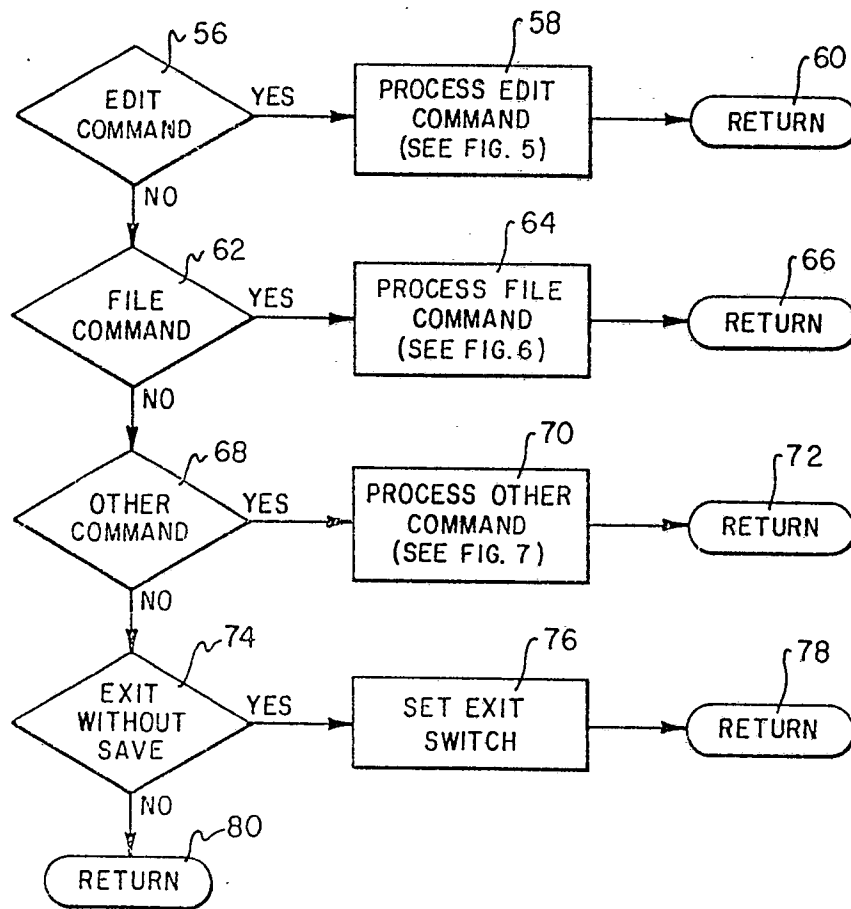 56
58
60
EDIT
COMMAND
YES
PROCESS EDIT
COMMAND
(SEE FIG. 5)
RETURN
NO
62
64
66
FILE
COMMAND
YES
PROCESS FILE
COMMAND
(SEE FIG. 6)
RETURN
NO
68
70
72
OTHER
COMMAND
YES
PROCESS OTHER
COMMAND
(SEE FIG. 7)
RETURN
NO
74
76
78
EXIT
WITHOUT
SAVE
YES
SET EXIT
SWITCH
RETURN
NO
80
RETURN